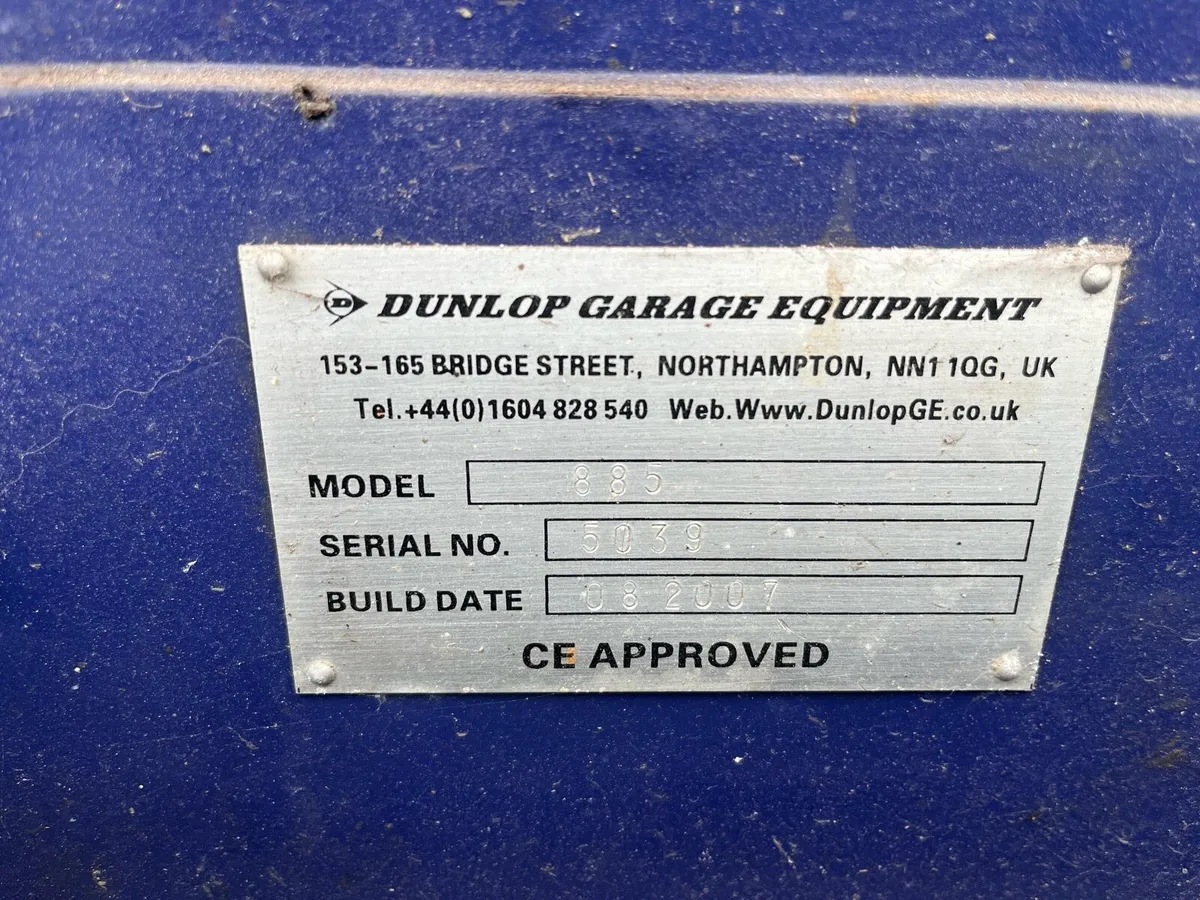 D DUNLOP GARAGE EQUIPMENT
153-165 BRIDGE STREET, NORTHAMPTON, NN1 1QG, UK
Tel.+44(0)1604 828 540 Web.Www.DunlopGE.co.uk
MODEL 885
SERIAL NO. 5039
BUILD DATE 08 2007
CE APPROVED